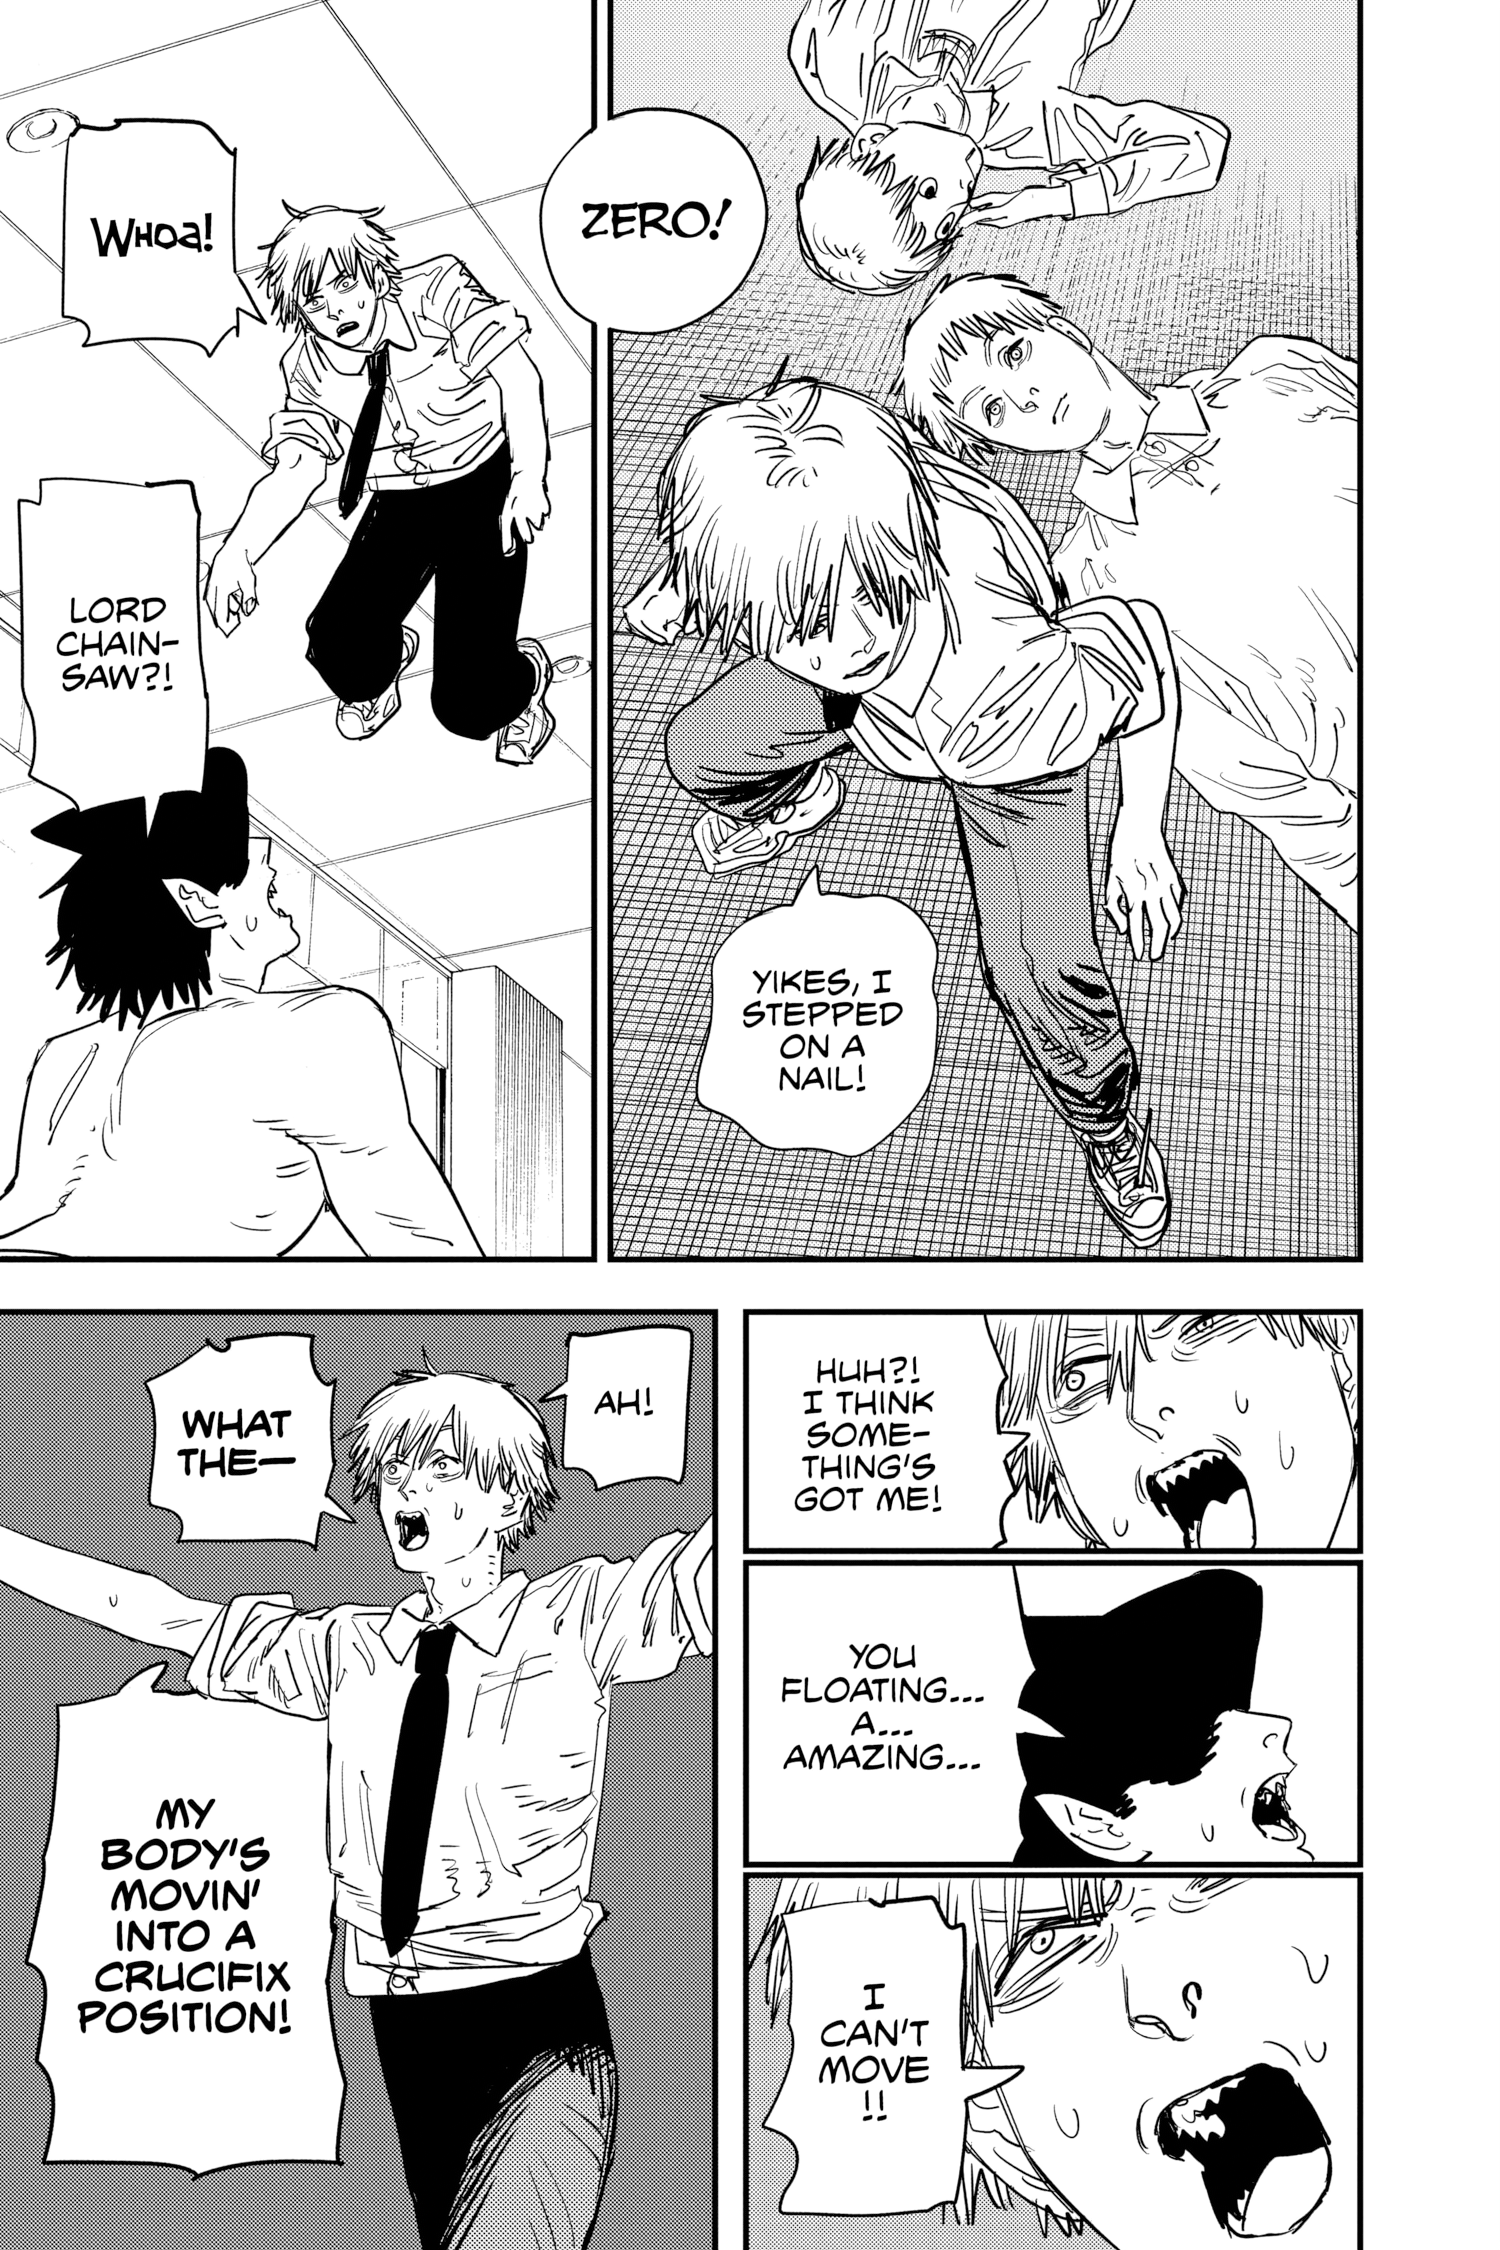 ZERO!
YIKES, I
STEPPED
ON A
NAIL!
WHOA!
LORD
CHAIN-
SAW?!
HUH?!
I THINK
SOME-
THING'S
GOT ME!
YOU
FLOATING...
A...
AMAZING...
I
CAN'T
MOVE
!!
AH!
WHAT
THE—
MY
BODY'S
MOVIN'
INTO A
CRUCIFIX
POSITION!